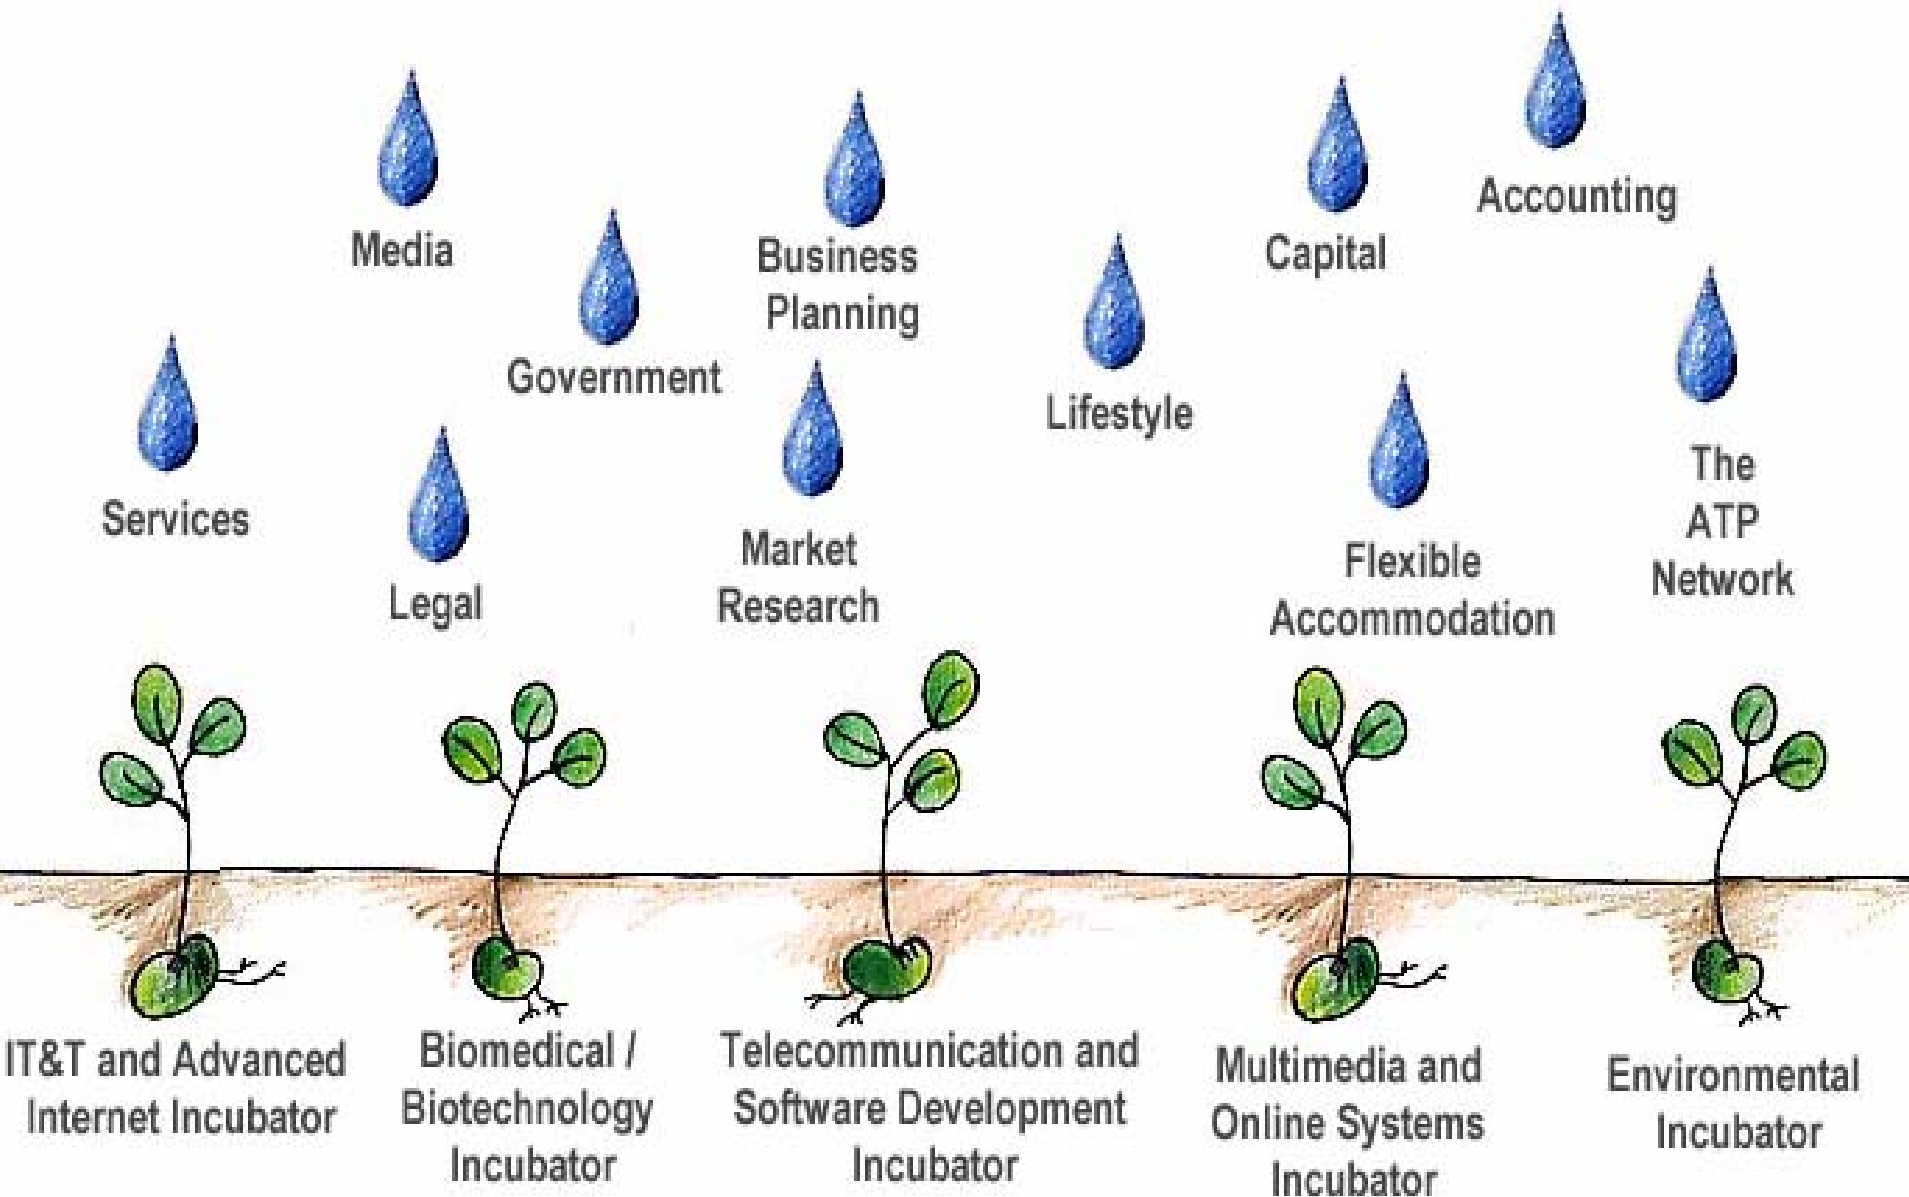 Accounting
Media
Business
Planning
Capital
Government
Lifestyle
The
ATP
Network
Services
Legal
Market
Research
Flexible
Accommodation
IT&T and Advanced
Internet Incubator
Biomedical /
Biotechnology
Incubator
Telecommunication and
Software Development
Incubator
Multimedia and
Online Systems
Incubator
Environmental
Incubator